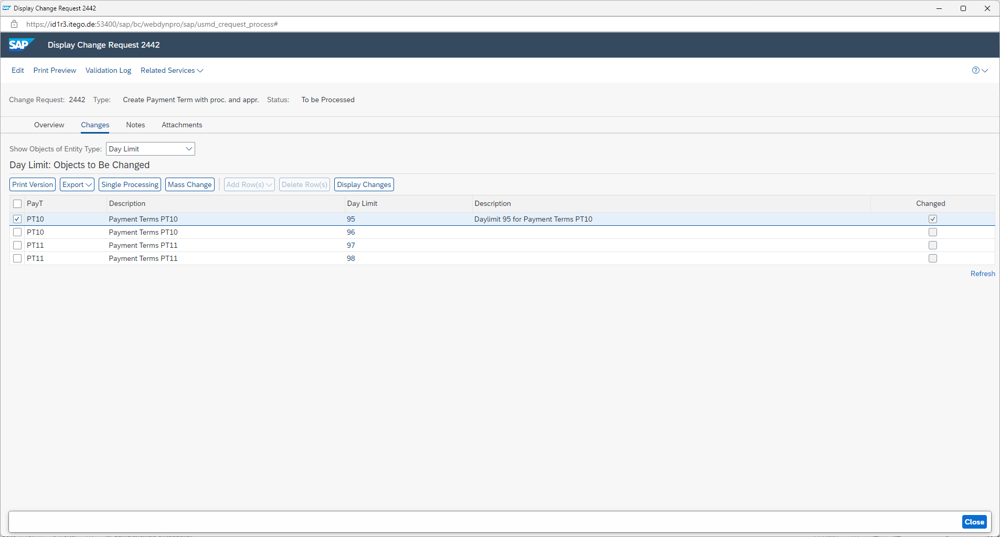 SAP Display Change Request 2442
https://id1r3.itego.de:53400/sap/bc/webdynpro/sap/usmd_crequest_process#
SAP Display Change Request 2442
Edit Print Preview Validation Log Related Services
Change Request: 2442 Type: Create Payment Term with proc. and appr. Status: To be Processed
Overview Changes Notes Attachments
Show Objects of Entity Type: Day Limit
Day Limit: Objects to Be Changed
Print Version Export Single Processing Mass Change Add Row(s) Delete Row(s) Display Changes
PayT Description Day Limit Description Changed
PT10 Payment Terms PT10 95 Daylimit 95 for Payment Terms PT10
PT10 Payment Terms PT10 96
PT11 Payment Terms PT11 97
PT11 Payment Terms PT11 98
Refresh
Close